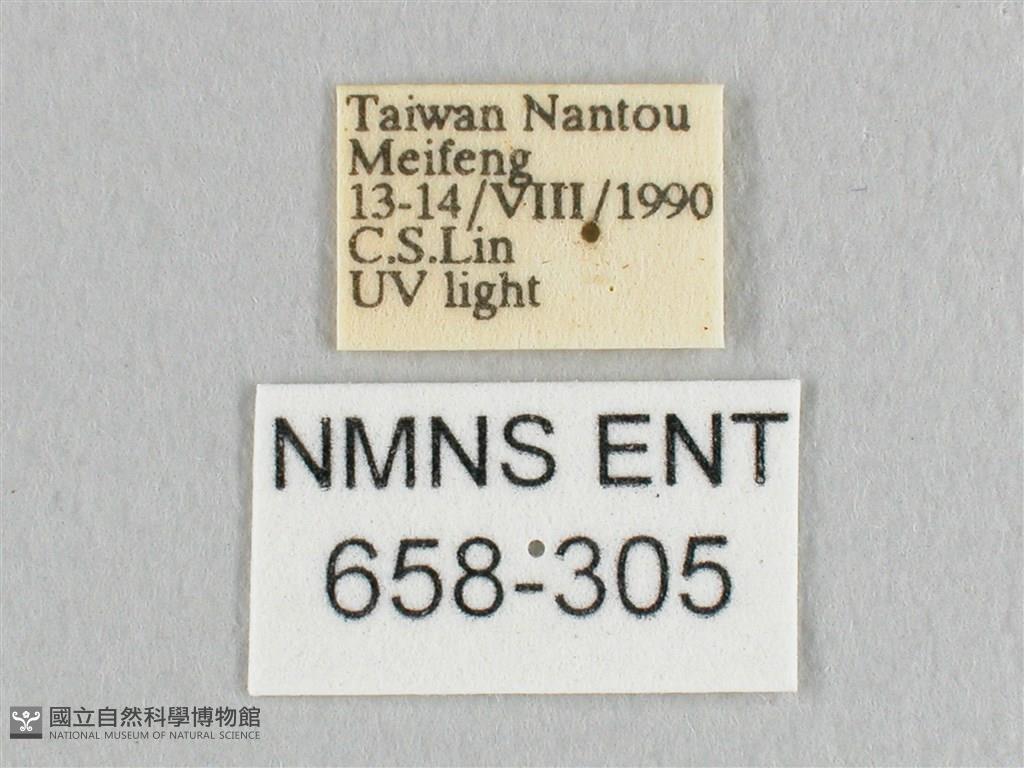 Taiwan Nantou
Meifeng
13-14/VIII/1990
C.S.Lin
UV light
NMNS ENT
658-305
國立自然科學博物館
NATIONAL MUSEUM OF NATURAL SCIENCE